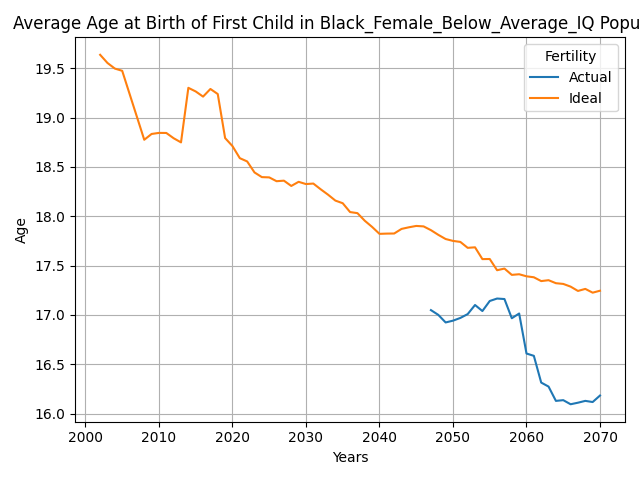 Average Age at Birth of First Child in Black_Female_Below_Average_IQ Popu
Fertility
Actual
Ideal
19.5
19.0
18.5
18.0
17.5
17.0
16.5
16.0
Age
2000 2010 2020 2030 2040 2050 2060 2070
Years